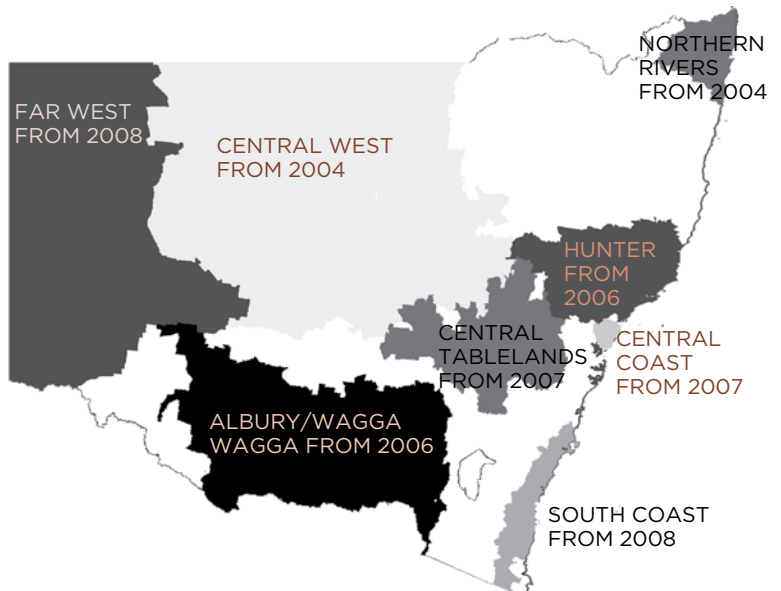 NORTHERN
RIVERS
FROM 2004
FAR WEST
FROM 2008
CENTRAL WEST
FROM 2004
HUNTER
FROM
2006
CENTRAL
TABLELANDS
FROM 2007
CENTRAL
COAST
FROM 2007
ALBURY/WAGGA
WAGGA FROM 2006
SOUTH COAST
FROM 2008